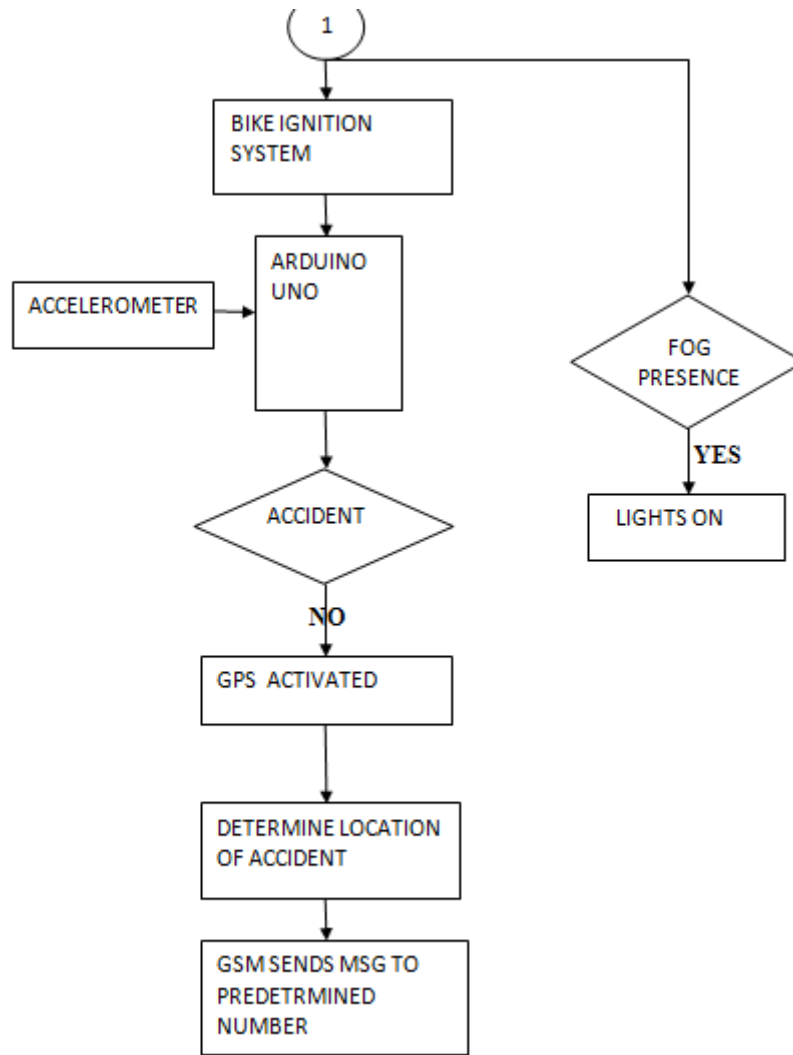 1
BIKE IGNITION
SYSTEM
ARDUINO
UNO
ACCELEROMETER
FOG
PRESENCE
YES
LIGHTS ON
ACCIDENT
NO
GPS ACTIVATED
DETERMINE LOCATION
OF ACCIDENT
GSM SENDS MSG TO
PREDETRMINED
NUMBER